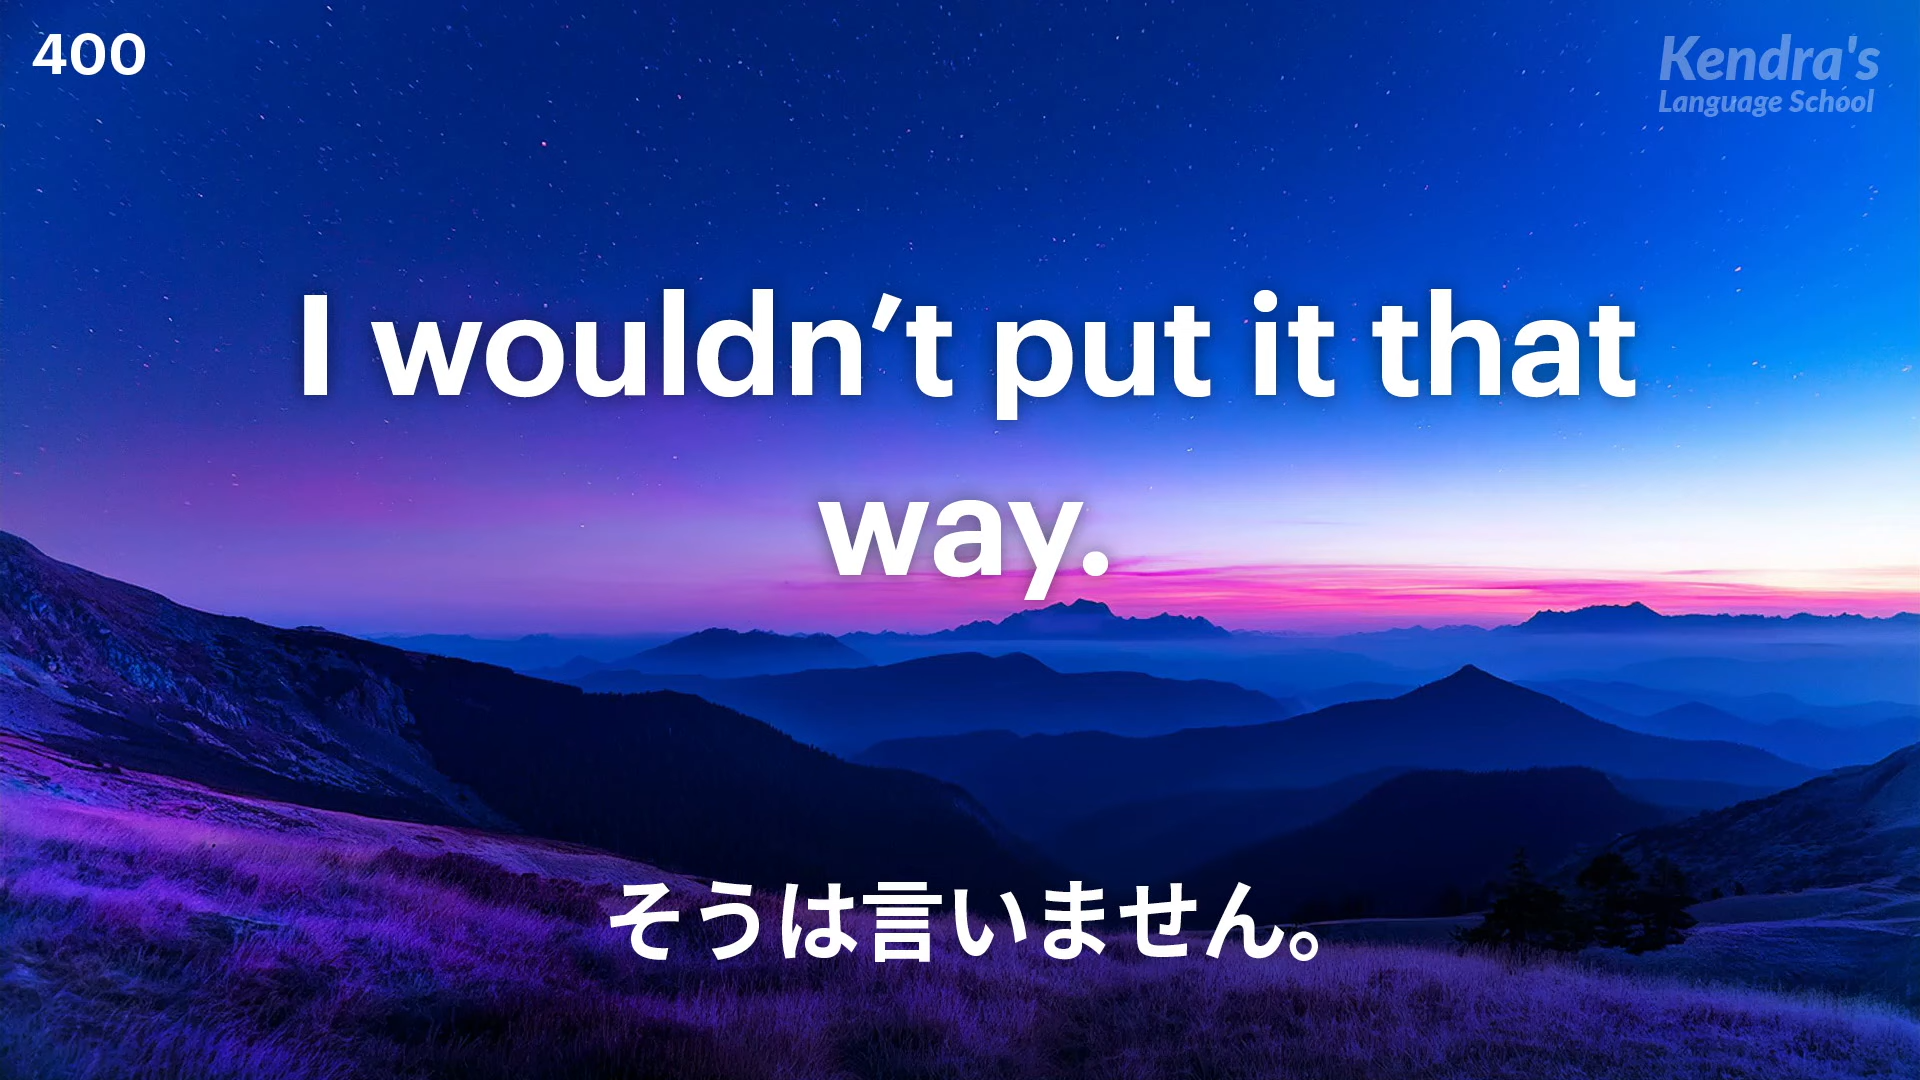 400
Kendra's
Language School
I wouldn’t put it that
way.
そうは言いません。